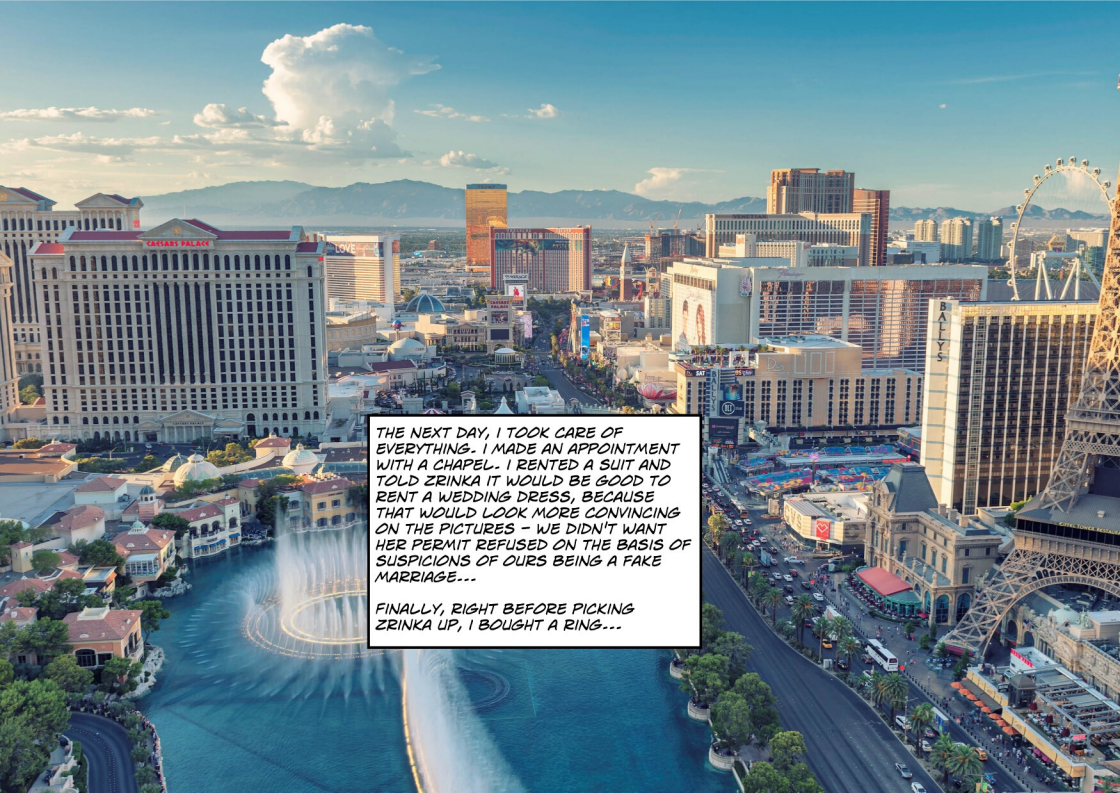 CAESARS PALACE
LOVE
BALLYS
THE NEXT DAY, I TOOK CARE OF
EVERYTHING. I MADE AN APPOINTMENT
WITH A CHAPEL. I RENTED A SUIT AND
TOLD ZRINKA IT WOULD BE GOOD TO
RENT A WEDDING DRESS, BECAUSE
THAT WOULD LOOK MORE CONVINCING
ON THE PICTURES - WE DIDN'T WANT
HER PERMIT REFUSED ON THE BASIS OF
SUSPICIONS OF OURS BEING A FAKE
MARRIAGE...
FINALLY, RIGHT BEFORE PICKING
ZRINKA UP, I BOUGHT A RING...